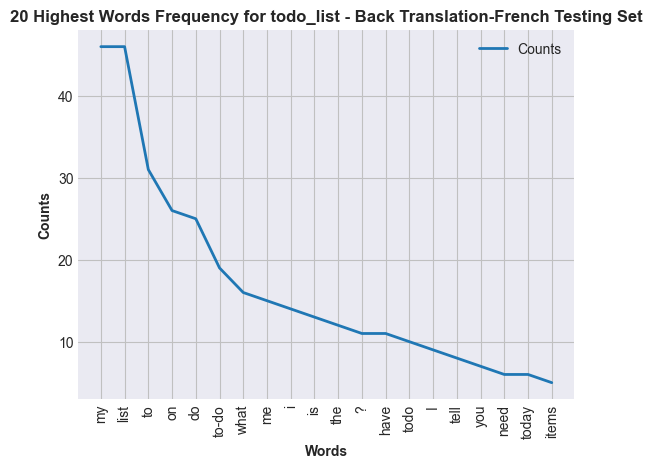 20 Highest Words Frequency for todo_list - Back Translation-French Testing Set
Counts
40
30
20
10
Counts
my
list
to
on
do
to-do
what
me
i
is
the
?
have
todo
I
tell
you
need
today
items
Words